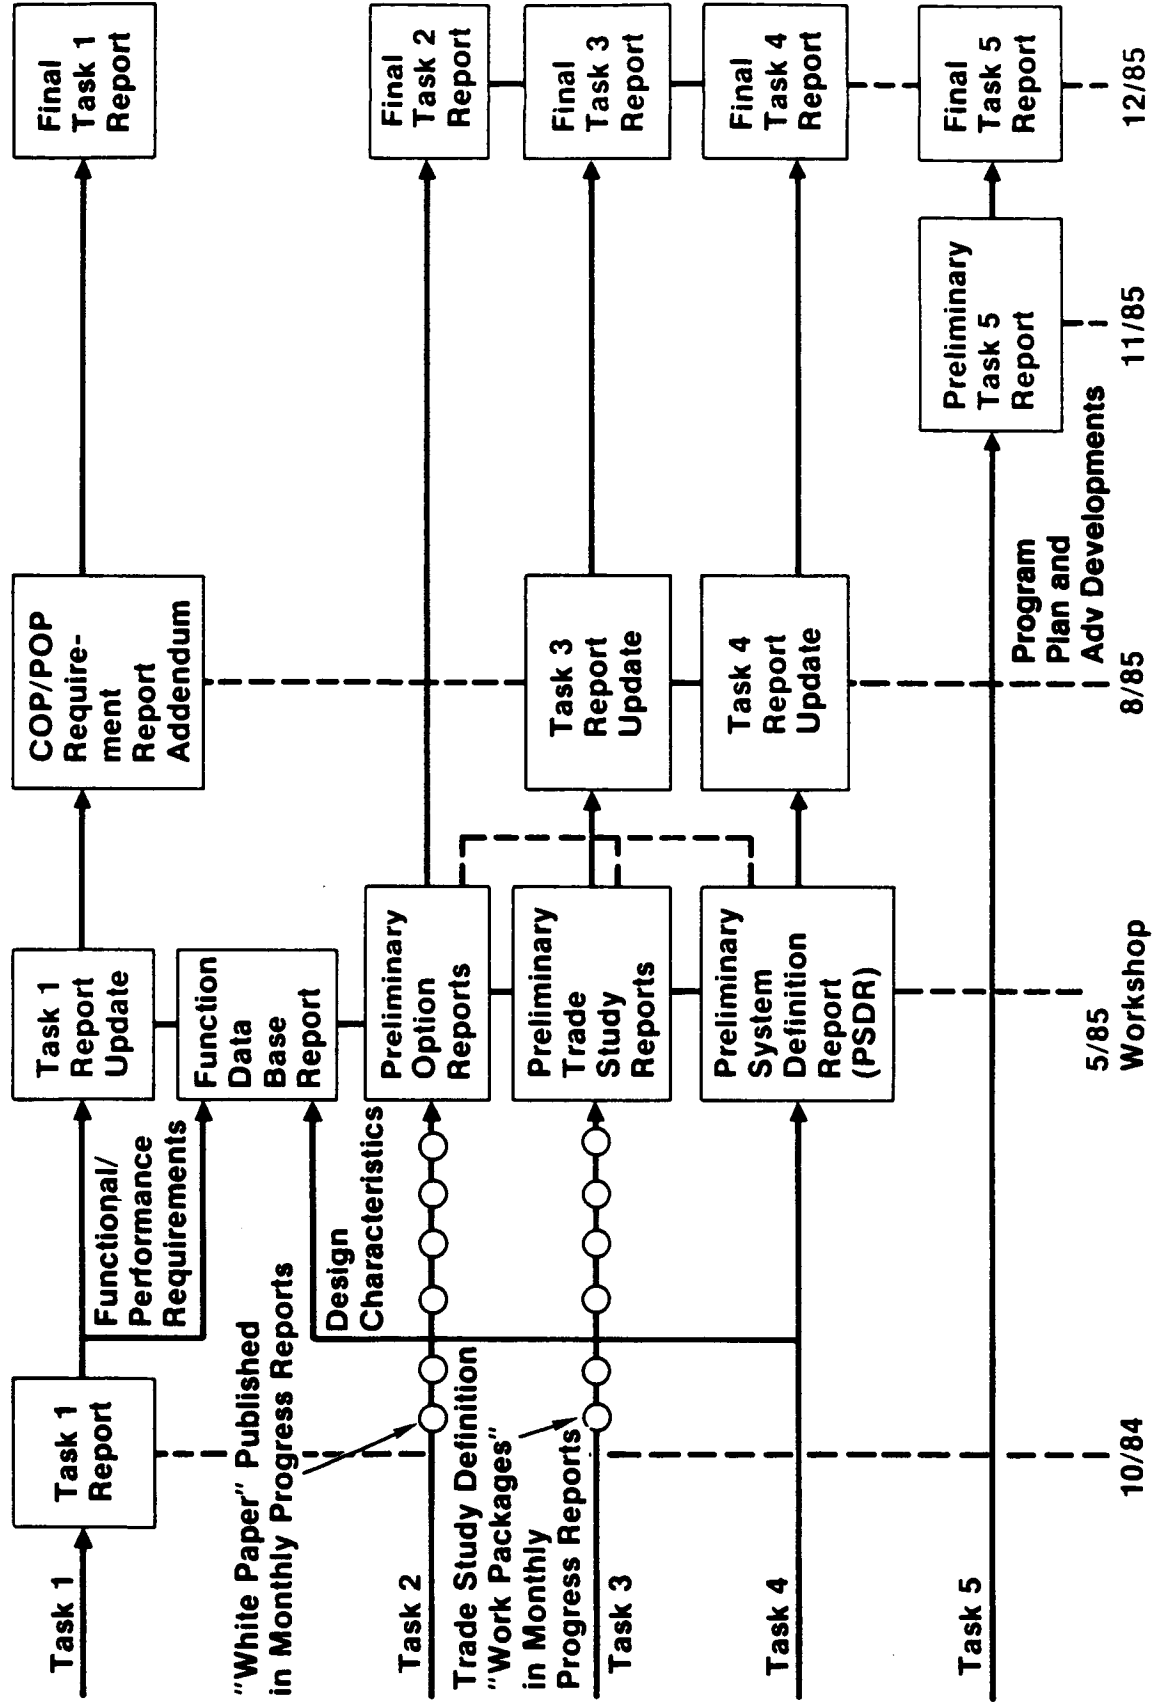 Task 1
Task 1
Report
Functional/
Performance
Requirements
Task 1
Report
Update
COP/POP
Require-
ment
Report
Addendum
Final
Task 1
Report
"White Paper" Published
in Monthly Progress Reports
Design
Characteristics
Function
Data
Base
Report
Task 2
Preliminary
Option
Reports
Final
Task 2
Report
Trade Study Definition
"Work Packages"
in Monthly
Progress Reports
Task 3
Preliminary
Trade
Study
Reports
Task 3
Report
Update
Final
Task 3
Report
Task 4
Preliminary
System
Definition
Report
(PSDR)
Task 4
Report
Update
Final
Task 4
Report
Task 5
Program
Plan and
Adv Developments
Preliminary
Task 5
Report
Final
Task 5
Report
10/84
5/85
Workshop
8/85
11/85
12/85